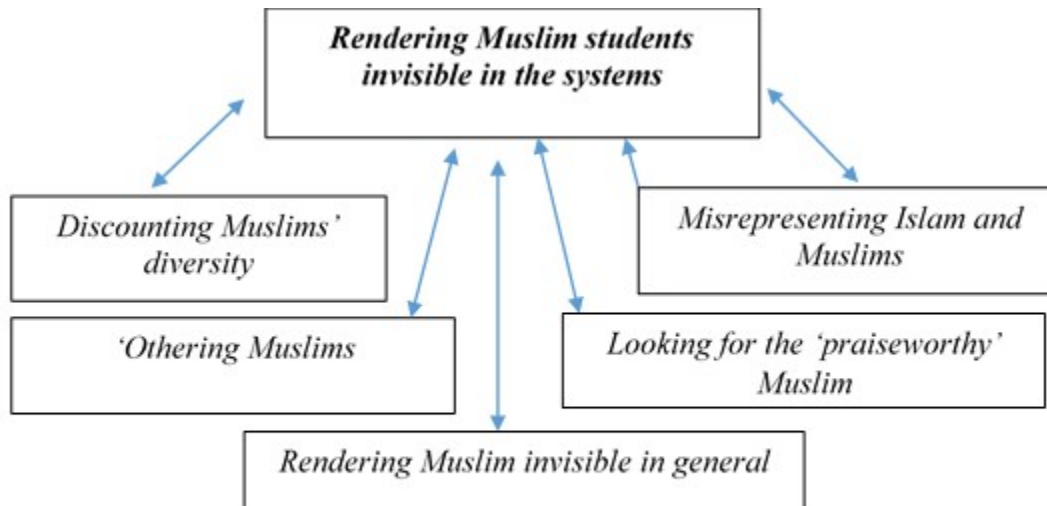 Rendering Muslim students
invisible in the systems
Discounting Muslims’
diversity
Misrepresenting Islam and
Muslims
‘Othering Muslims
Looking for the ‘praiseworthy’
Muslim
Rendering Muslim invisible in general